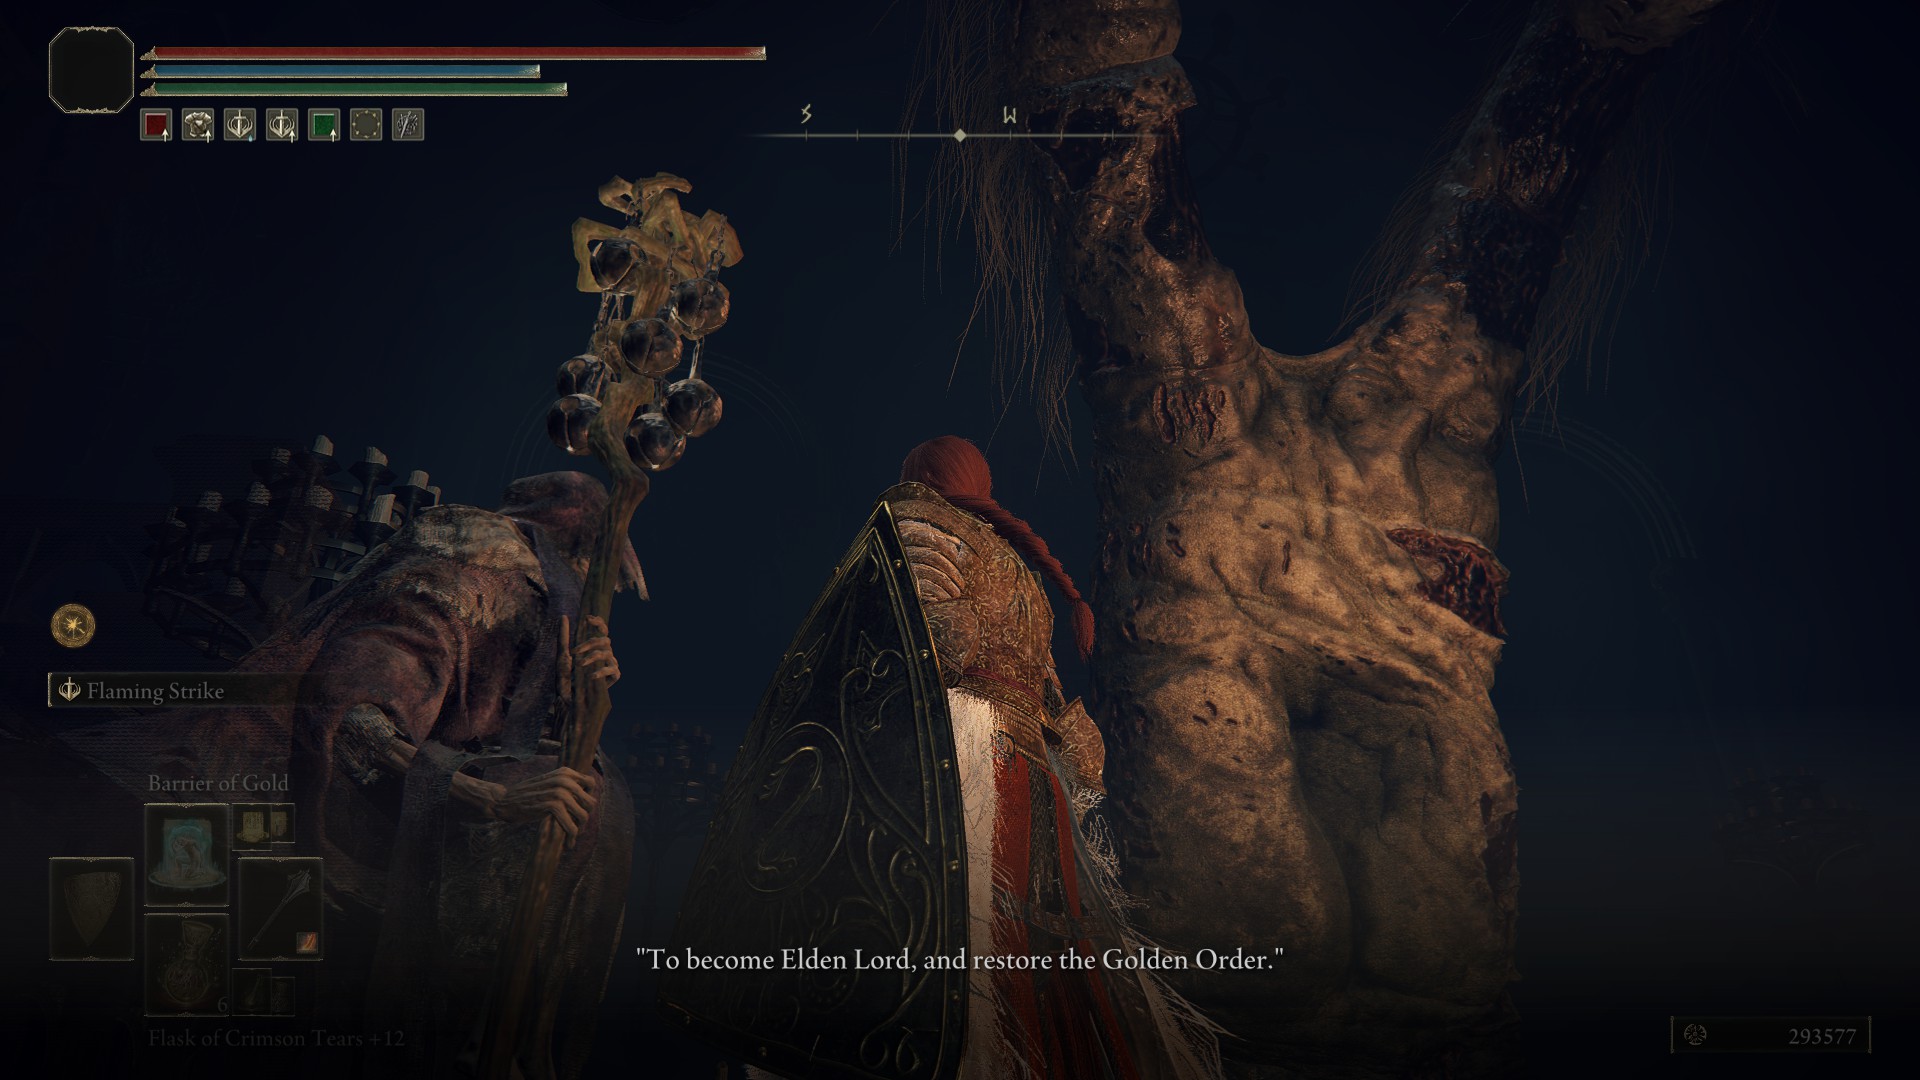 S
W
Flaming Strike
Barrier of Gold
6
"To become Elden Lord, and restore the Golden Order."
Flask of Crimson Tears +12
293577